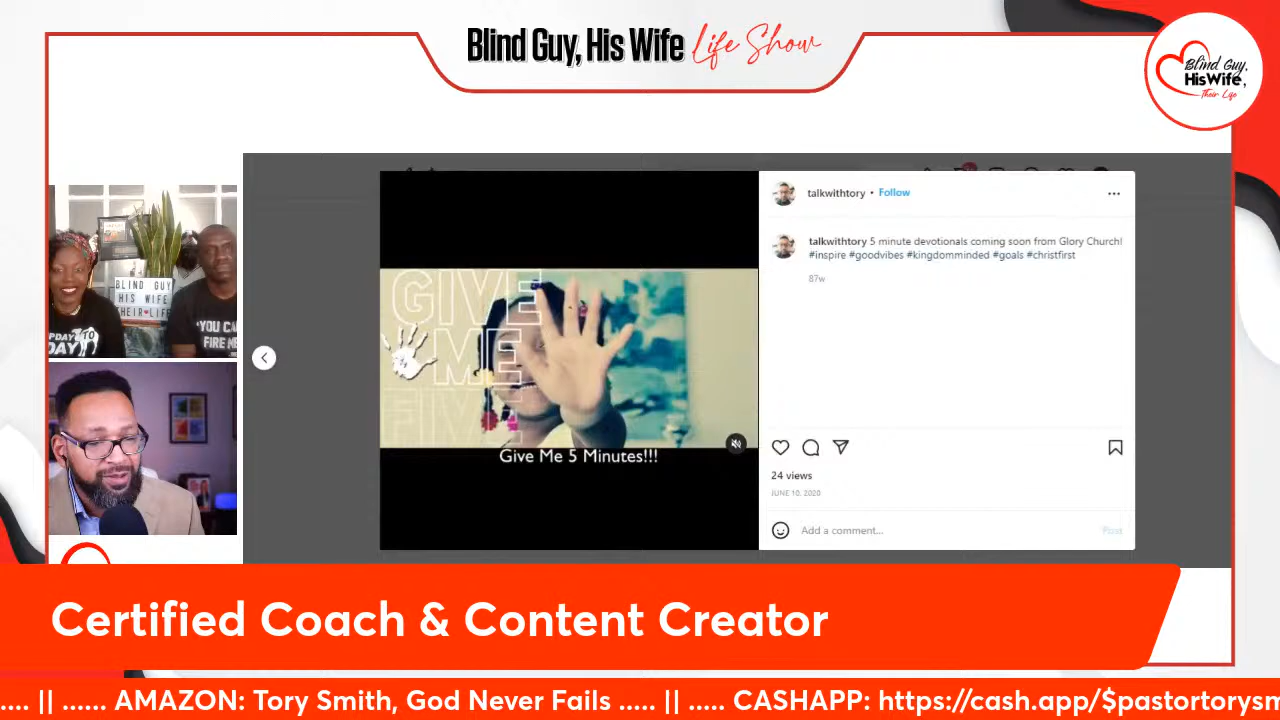 Blind Guy, His Wife Life Show
Blind Guy,
His Wife,
Their Life
BLIND GUY
HIS WIFE
THEIR LIFE
DAY
"YOU CAN
FIRE ME
GIVE
ME
FIVE
Give Me 5 Minutes!!!
talkwithtory • Follow
talkwithtory 5 minute devotionals coming soon from Glory Church!
#inspire #goodvibes #kingdomminded #goals #christfirst
87w
24 views
JUNE 10, 2020
Add a comment...
Post
Certified Coach & Content Creator
.... || ...... AMAZON: Tory Smith, God Never Fails ..... || ..... CASHAPP: https://cash.app/$pastortorysm